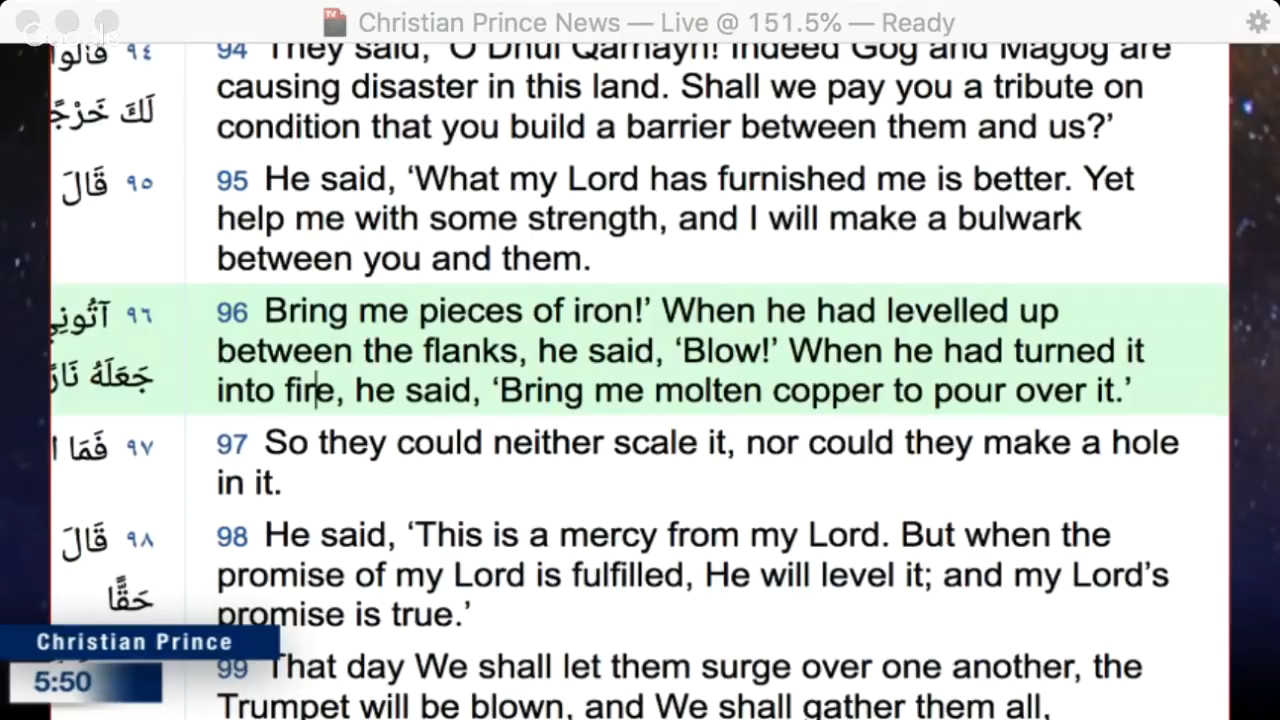 Christian Prince News — Live @ 151.5% — Ready
قالوا ٩٤
94 They said, ‘O Dhul Qarnayn! Indeed Gog and Magog are
causing disaster in this land. Shall we pay you a tribute on
لَكَ
condition that you build a barrier between them and us?’
قَالَ ٩٥
95 He said, ‘What my Lord has furnished me is better. Yet
help me with some strength, and I will make a bulwark
between you and them.
٩٦
96 Bring me pieces of iron!’ When he had levelled up
between the flanks, he said, ‘Blow!’ When he had turned it
جَعَلَهُ
into fire, he said, ‘Bring me molten copper to pour over it.’
فَمَا ٩٧
97 So they could neither scale it, nor could they make a hole
in it.
قَالَ ٩٨
98 He said, ‘This is a mercy from my Lord. But when the
promise of my Lord is fulfilled, He will level it; and my Lord’s
حَقًّا
promise is true.’
99 That day We shall let them surge over one another, the
Trumpet will be blown, and We shall gather them all,
Christian Prince
5:50